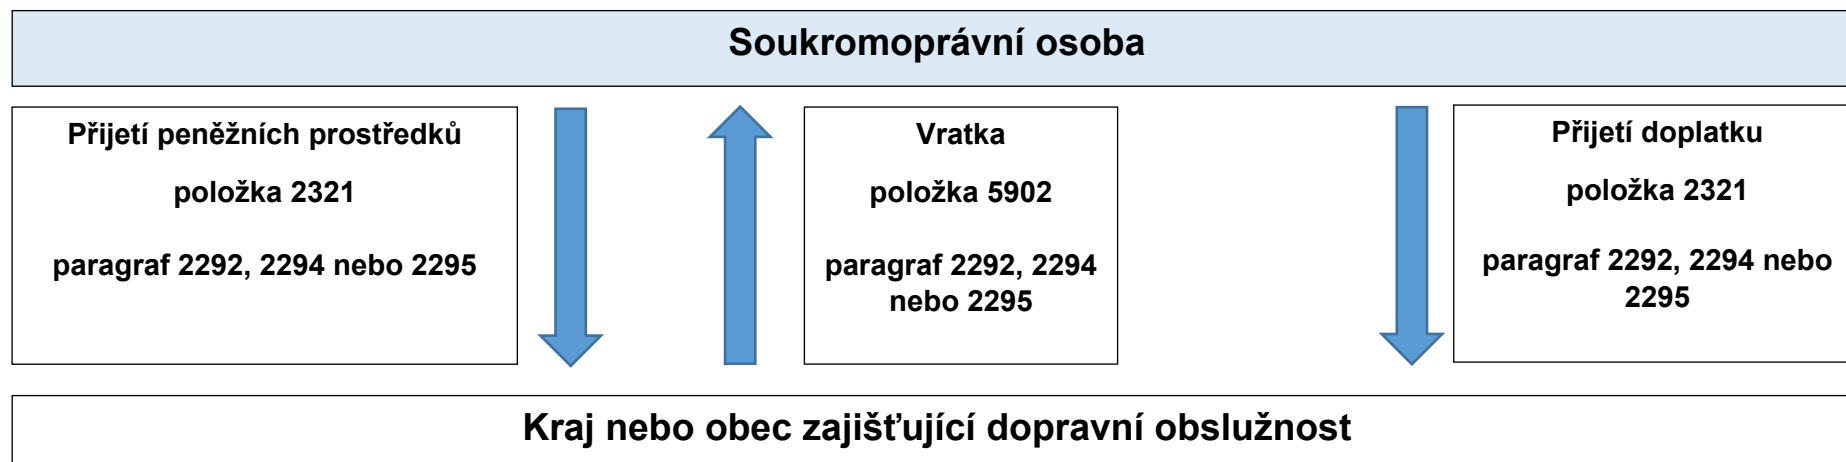 Soukromoprávní osoba
Přijetí peněžních prostředků
položka 2321
paragraf 2292, 2294 nebo 2295
Vratka
položka 5902
paragraf 2292, 2294
nebo 2295
Přijetí doplatku
položka 2321
paragraf 2292, 2294 nebo
2295
Kraj nebo obec zajišťující dopravní obslužnost